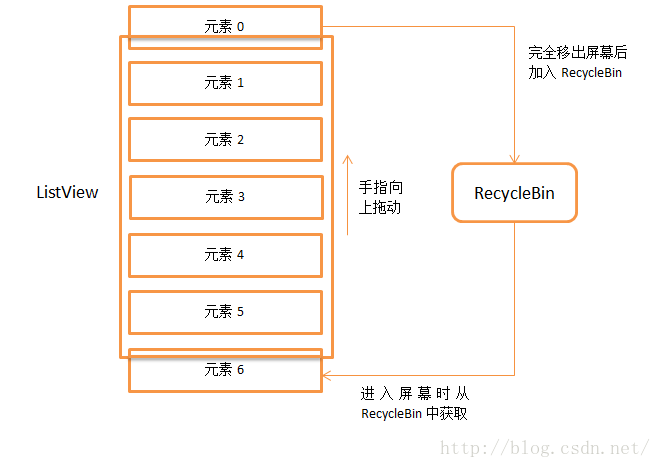 元素 0
完全移出屏幕后
加入 RecycleBin
元素 1
元素 2
ListView
元素 3
手指向
上拖动
RecycleBin
元素 4
元素 5
元素 6
进 入 屏 幕 时 从
RecycleBin 中获取
http://blog.csdn.net/